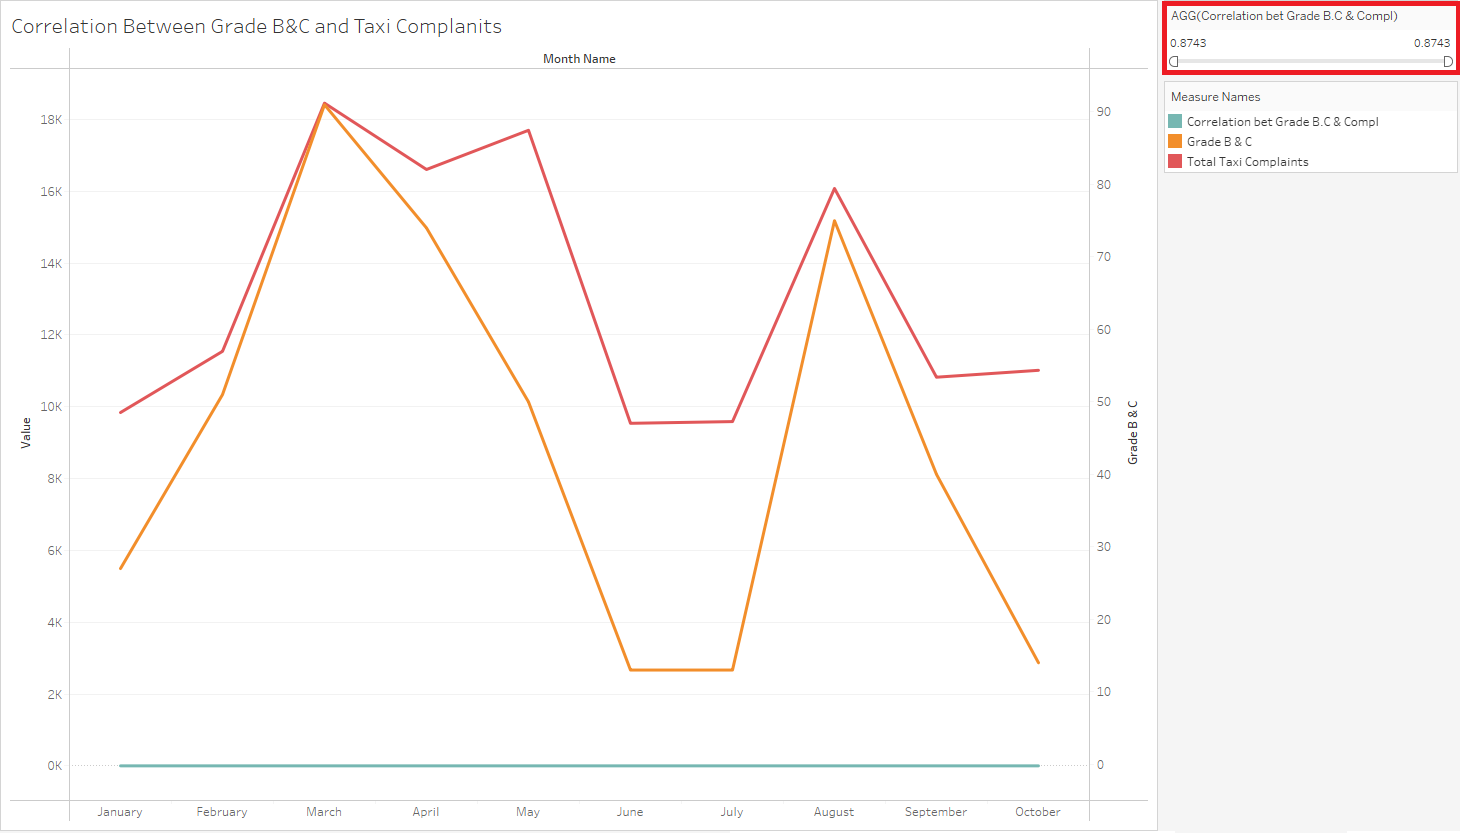 Correlation Between Grade B&C and Taxi Complanits
Month Name
18K
16K
14K
12K
10K
8K
6K
4K
2K
0K
Value
90
80
70
60
50
40
30
20
10
0
Grade B & C
January February March April May June July August September October
AGG(Correlation bet Grade B.C & Compl)
0.8743 0.8743
Measure Names
Correlation bet Grade B.C & Compl
Grade B & C
Total Taxi Complaints